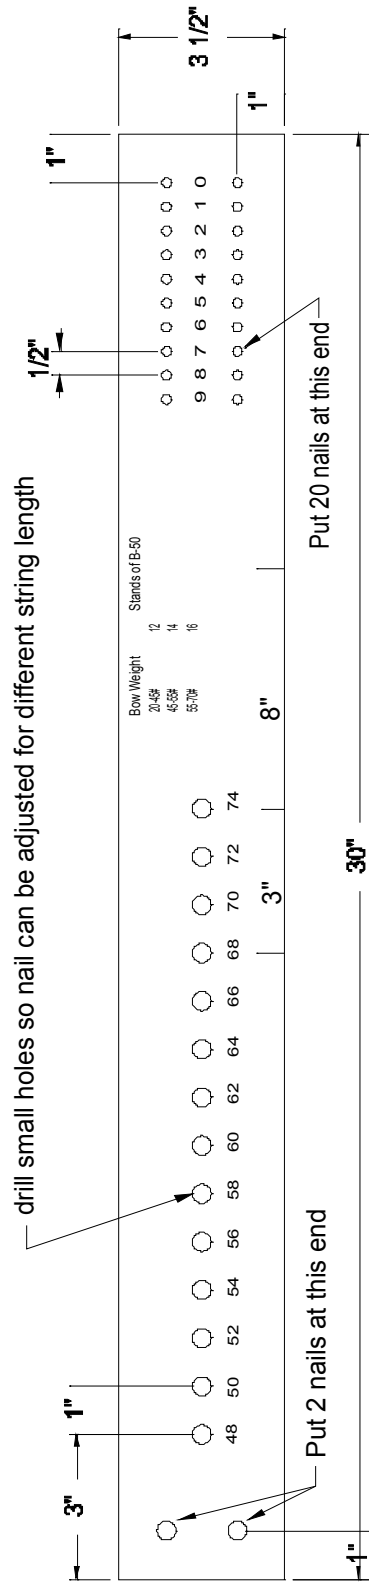 drill small holes so nail can be adjusted for different string length
3"
1"
1/2"
1"
3 1/2"
1"
Bow Weight Stands of B-50
20-45# 12
45-55# 14
55-70# 16
48 50 52 54 56 58 60 62 64 66 68 70 72 74
9 8 7 6 5 4 3 2 1 0
3"
8"
Put 2 nails at this end
Put 20 nails at this end
1"
30"